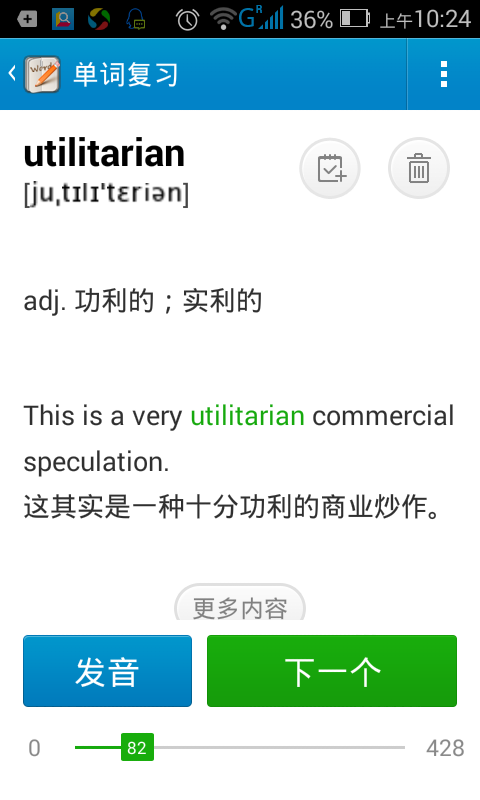 G R 36% 上午10:24
单词复习
utilitarian
[ju,tɪlɪ'tɛriən]
adj. 功利的；实利的
This is a very utilitarian commercial
speculation.
这其实是一种十分功利的商业炒作。
更多内容
发音 下一个
0 82 428